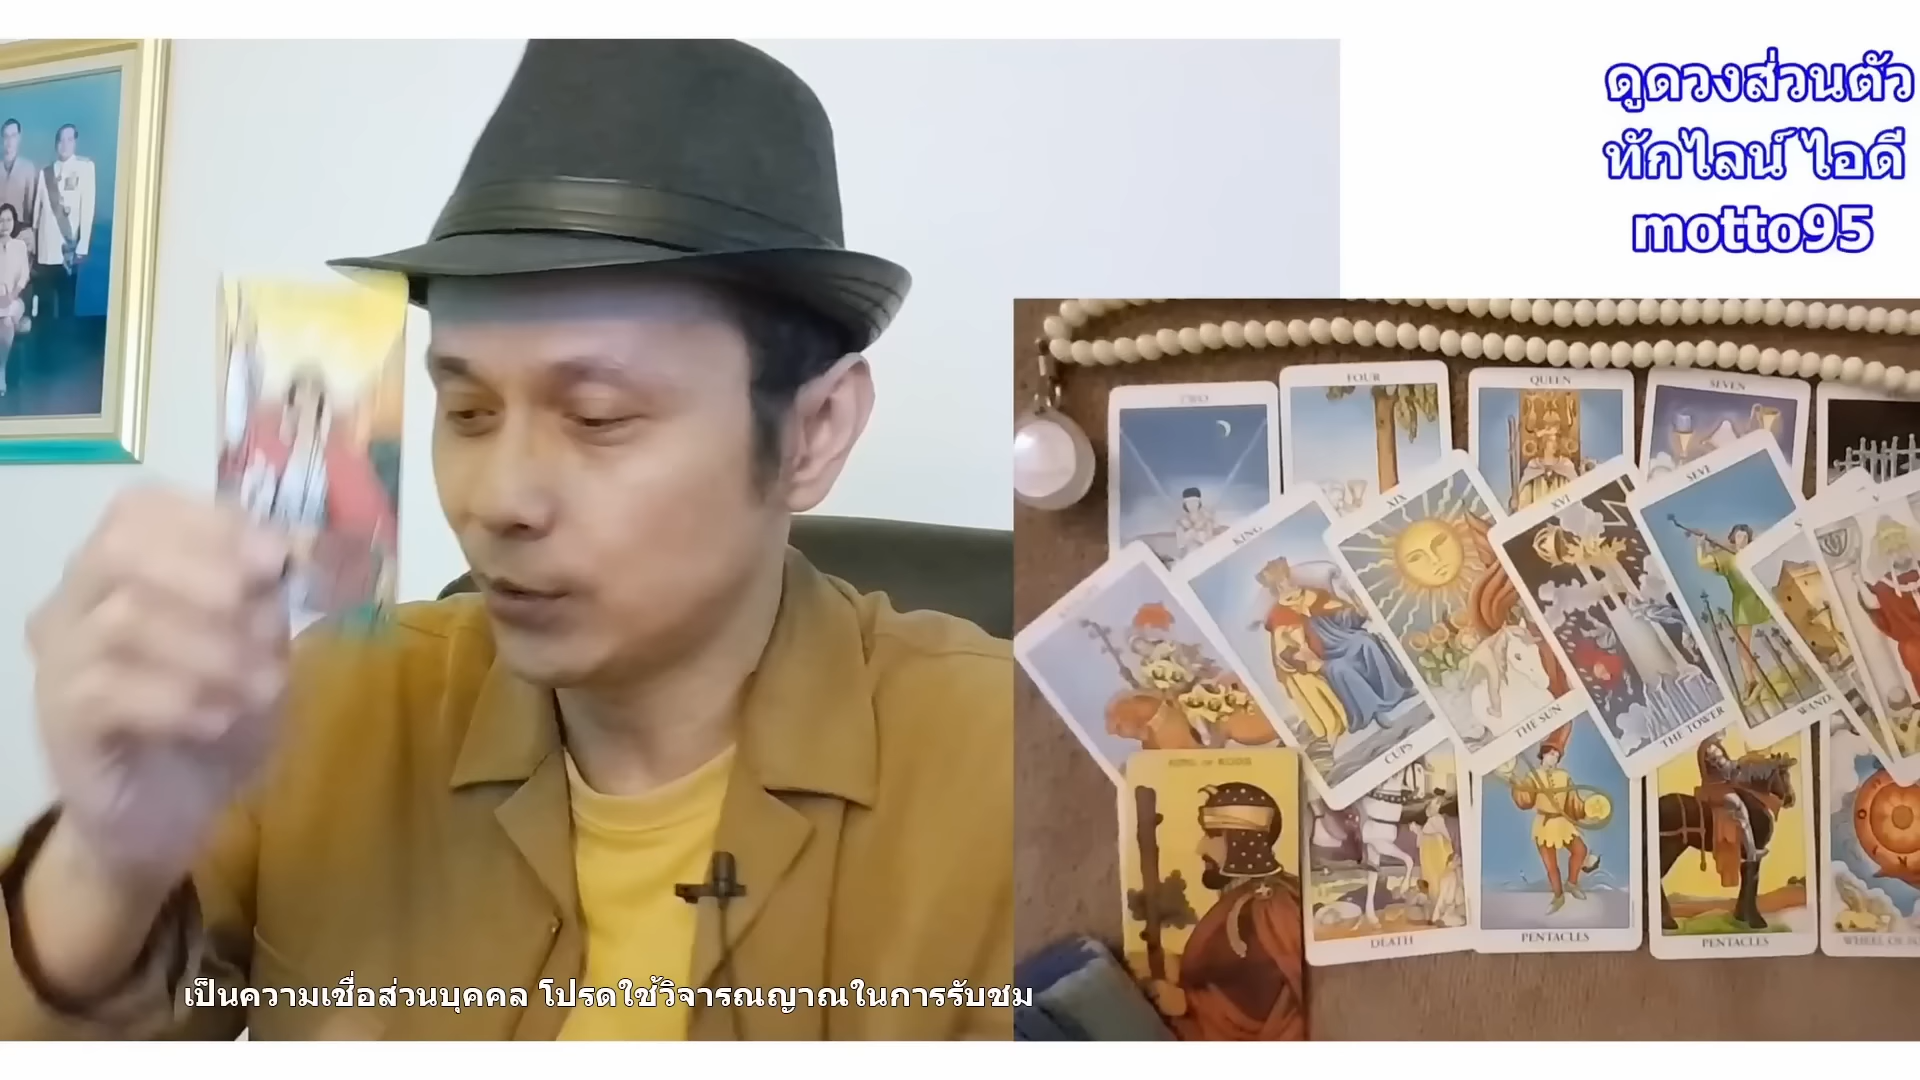 ดูดวงส่วนตัว
ทักไลน์ ไอดี
motto95
TWO
FOUR
QUEEN
SEVEN
KING
XIX
XVI
THE SUN
THE TOWER
CUPS
KING OF RODS
DEATH
PENTACLES
PENTACLES
เป็นความเชื่อส่วนบุคคล โปรดใช้วิจารณญาณในการรับชม